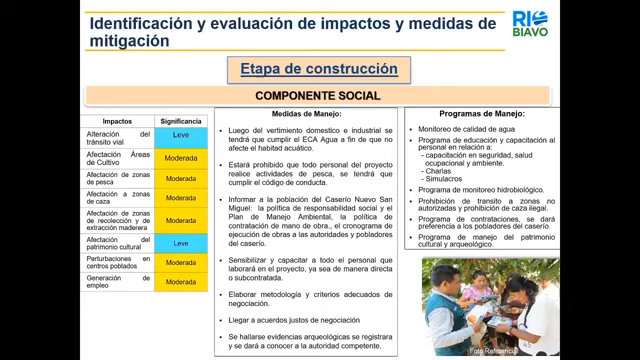 Identificación y evaluación de impactos y medidas de
mitigación
RIO
BIAVO
Etapa de construcción
COMPONENTE SOCIAL
Impactos Significancia
Alteración del
tránsito vial
Leve
Afectación Áreas
de Cultivo
Moderada
Afectación de zonas
de pesca
Moderada
Afectación a zonas
de caza
Moderada
Afectación de zonas
de recolección y de
extracción maderera
Moderada
Afectación del
patrimonio cultural
Leve
Perturbaciones en
centros poblados
Moderada
Generación de
empleo
Moderada
Medidas de Manejo:
• Luego del vertimiento domestico e industrial se
tendrá que cumplir el ECA Agua a fin de que no
afecte el habitad acuático.
• Estará prohibido que todo personal del proyecto
realice actividades de pesca, se tendrá que
cumplir el código de conducta.
• Informar a la población del Caserío Nuevo San
Miguel: la política de responsabilidad social y el
Plan de Manejo Ambiental, la política de
contratación de mano de obra., el cronograma de
ejecución de obras a las autoridades y pobladores
del caserío.
• Sensibilizar y capacitar a todo el personal que
laborará en el proyecto, ya sea de manera directa
o subcontratada.
• Elaborar metodología y criterios adecuados de
negociación.
• Llegar a acuerdos justos de negociación
• Se hallarse evidencias arqueológicas se registrara
y se dará a conocer a la autoridad competente.
Programas de Manejo:
• Monitoreo de calidad de agua
• Programa de educación y capacitación al
personal en relación a:
- capacitación en seguridad, salud
ocupacional y ambiente.
- Charlas
- Simulacros
• Programa de monitoreo hidrobiológico.
• Prohibición de transito a zonas no
autorizadas y prohibición de caza ilegal.
• Programa de contrataciones, se dará
preferencia a los pobladores del caserío.
• Programa de manejo del patrimonio
cultural y arqueológico.
Foto Referencial